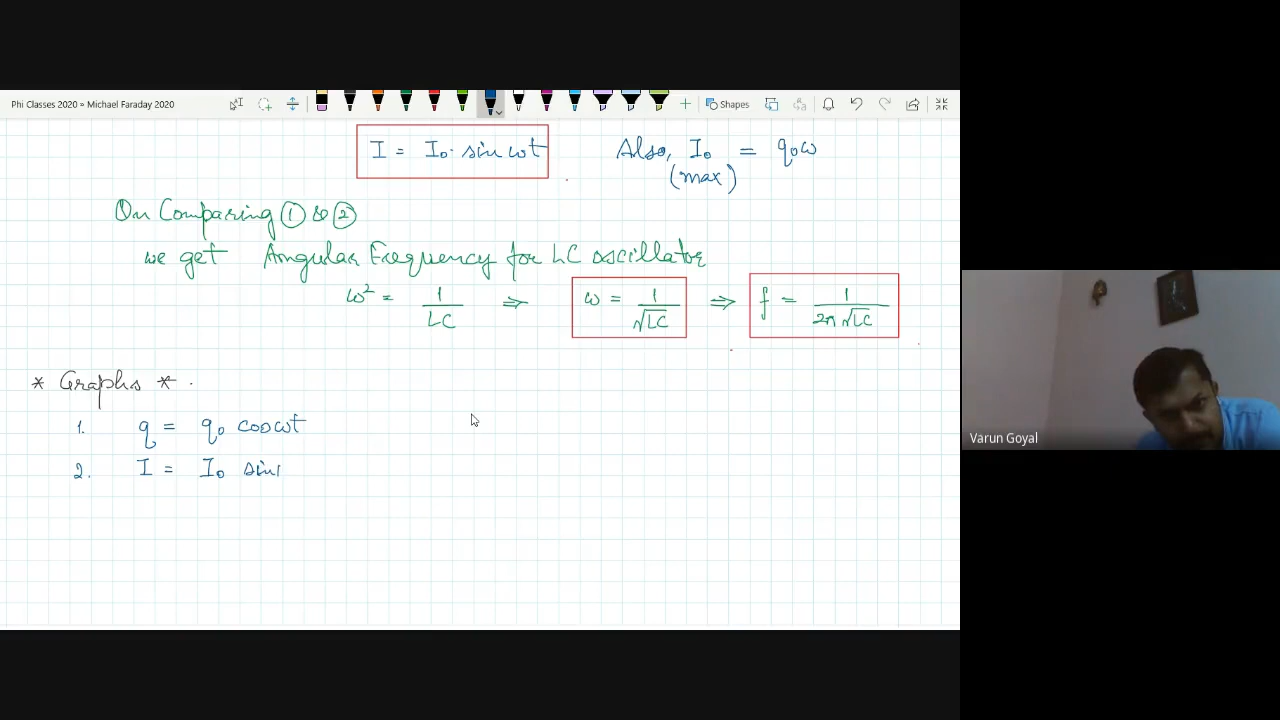 Phi Classes 2020 » Michael Faraday 2020
Shapes
I = I₀. sin ωt Also, I₀ = q₀ω
(max)
On Comparing ① & ②
we get Angular Frequency for LC oscillator
ω² = 1/LC ⇒ ω = 1/√LC ⇒ f = 1/2π√LC
* Graphs *
1. q = q₀ cosωt
2. I = I₀ sin
Varun Goyal